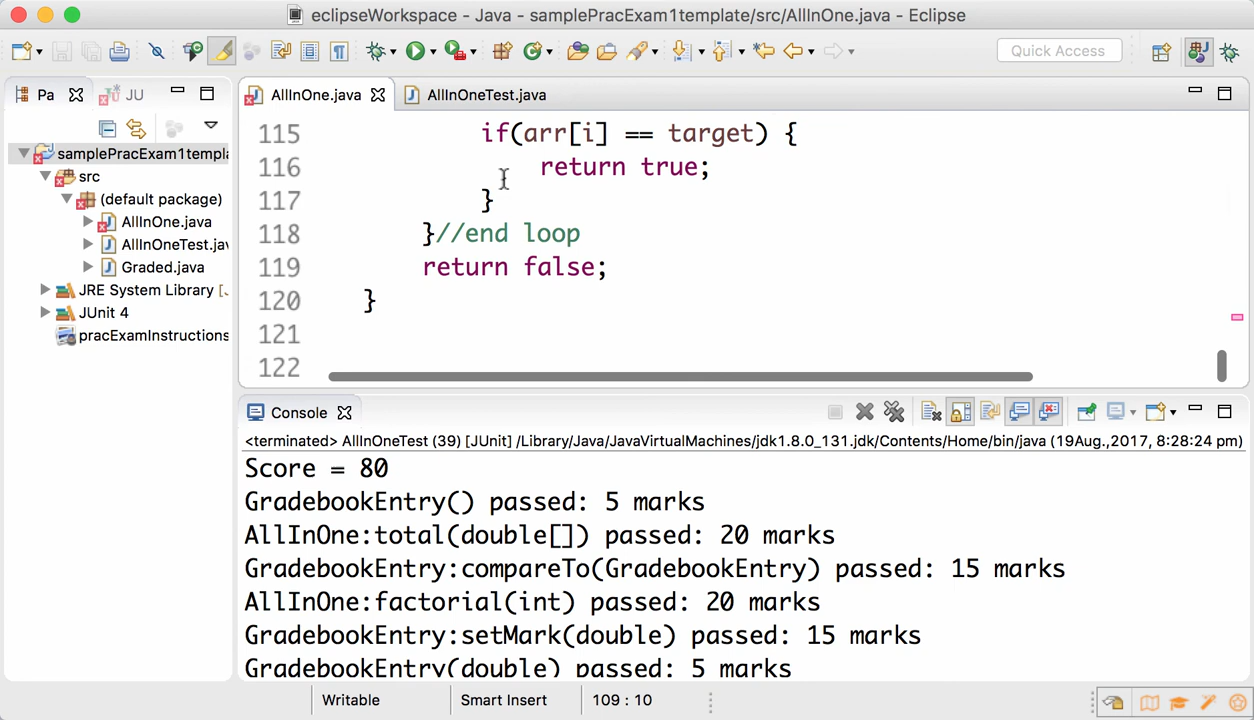 eclipseWorkspace - Java - samplePracExam1template/src/AllInOne.java - Eclipse
Quick Access
Pa
JU
AllInOne.java
AllInOneTest.java
samplePracExam1templa
src
(default package)
AllInOne.java
AllInOneTest.jav
Graded.java
JRE System Library [
JUnit 4
pracExamInstructions
115 if(arr[i] == target) {
116 return true;
117 }
118 }//end loop
119 return false;
120 }
121
122
Console
<terminated> AllInOneTest (39) [JUnit] /Library/Java/JavaVirtualMachines/jdk1.8.0_131.jdk/Contents/Home/bin/java (19Aug.,2017, 8:28:24 pm)
Score = 80
GradebookEntry() passed: 5 marks
AllInOne:total(double[]) passed: 20 marks
GradebookEntry:compareTo(GradebookEntry) passed: 15 marks
AllInOne:factorial(int) passed: 20 marks
GradebookEntry:setMark(double) passed: 15 marks
GradebookEntry(double) passed: 5 marks
Writable
Smart Insert
109 : 10